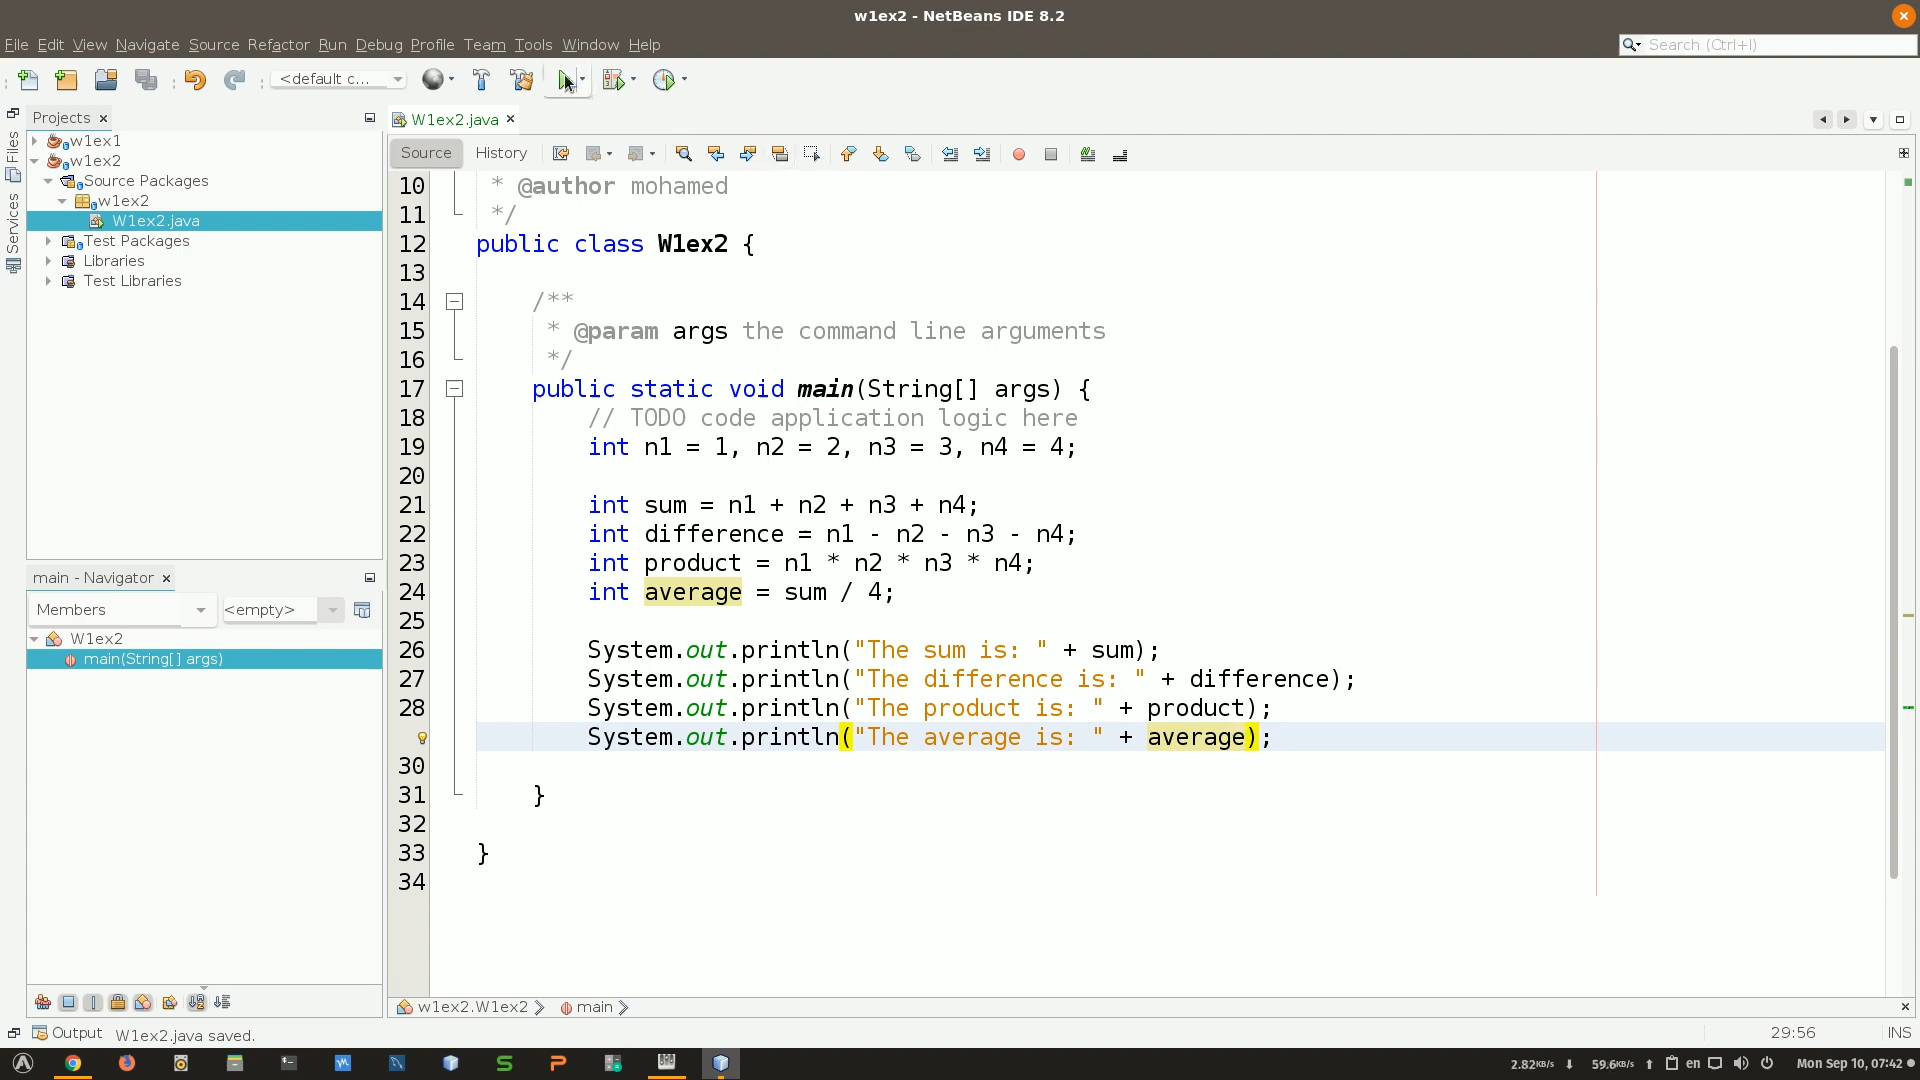 w1ex2 - NetBeans IDE 8.2
File Edit View Navigate Source Refactor Run Debug Profile Team Tools Window Help
Search (Ctrl+I)
<default c...
Projects
W1ex2.java
Files
Services
w1ex1
w1ex2
Source Packages
w1ex2
W1ex2.java
Test Packages
Libraries
Test Libraries
Source History
10 * @author mohamed
11 */
12 public class W1ex2 {
13
14 /**
15 * @param args the command line arguments
16 */
17 public static void main(String[] args) {
18 // TODO code application logic here
19 int n1 = 1, n2 = 2, n3 = 3, n4 = 4;
20
21 int sum = n1 + n2 + n3 + n4;
22 int difference = n1 - n2 - n3 - n4;
23 int product = n1 * n2 * n3 * n4;
24 int average = sum / 4;
25
26 System.out.println("The sum is: " + sum);
27 System.out.println("The difference is: " + difference);
28 System.out.println("The product is: " + product);
System.out.println("The average is: " + average);
30
31 }
32
33 }
34
main - Navigator
Members
<empty>
W1ex2
main(String[] args)
w1ex2.W1ex2 main
Output W1ex2.java saved.
29:56 INS
2.82KB/s 59.6KB/s en Mon Sep 10, 07:42